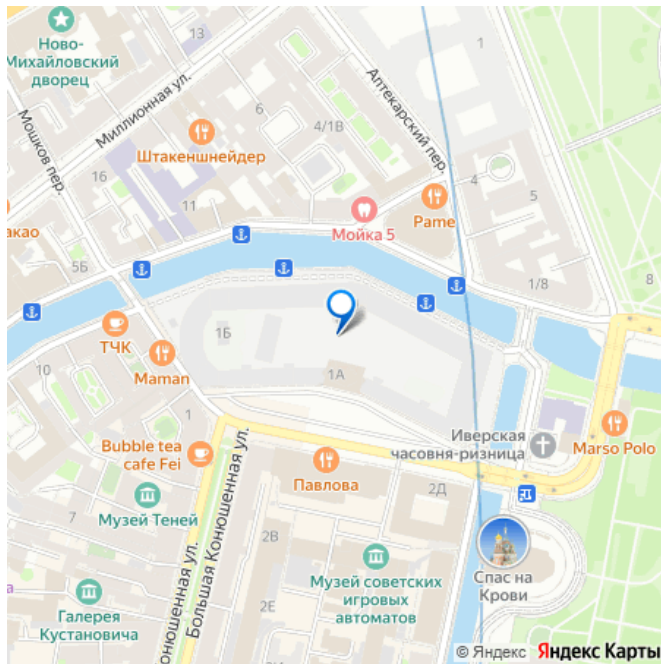 13
1
Ново-
Михайловский
дворец
Миллионная ул.
Аптекарский пер.
6
4/1В
Мошков пер.
Штакеншнейдер
16
4
5
11
Мойка 5
Pame
акао
5Б
1/8
8
1Б
ТЧК
Maman
10
1А
1
Иверская
часовня-ризница
Marso Polo
Bubble tea
cafe Fei
Большая Конюшенная ул.
Павлова
2Д
Музей Теней
7
2В
Спас на
Крови
Музей советских
игровых
автоматов
2Е
Галерея
Кустановича
онюшенная ул.
а
© Яндекс Яндекс Карты